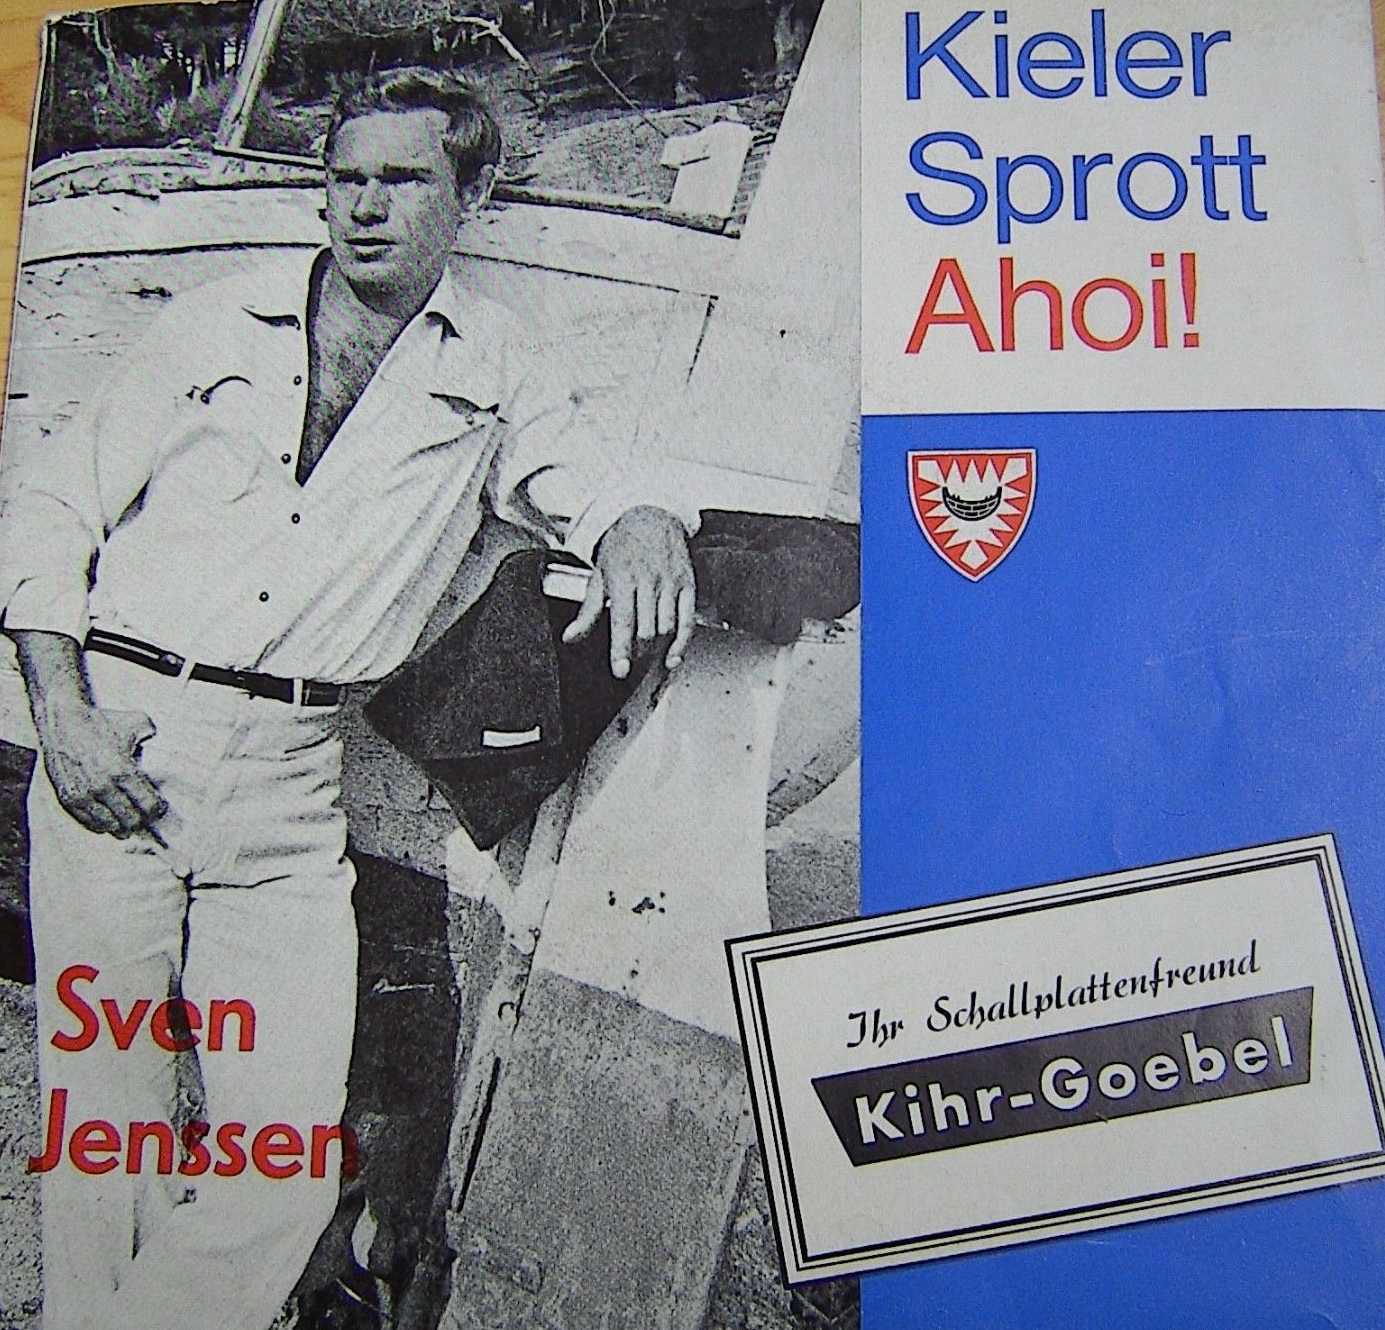 Kieler
Sprott
Ahoi!
Sven
Jenssen
Ihr Schallplattenfreund
Kihr-Goebel